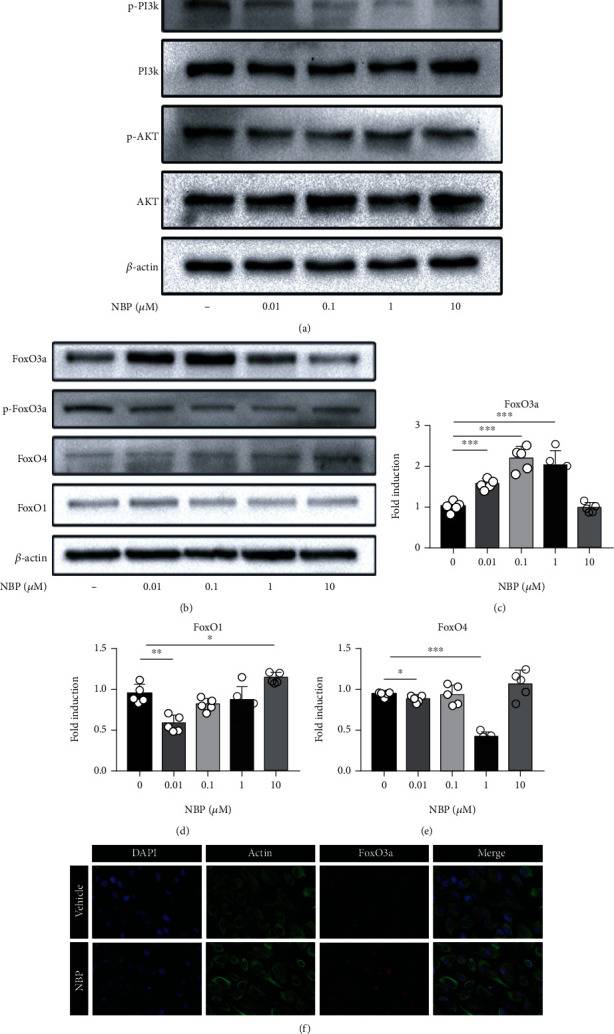 p-PI3k
PI3k
p-AKT
AKT
β-actin
NBP (μM) – 0.01 0.1 1 10
(a)
FoxO3a
p-FoxO3a
FoxO4
FoxO1
β-actin
NBP (μM) – 0.01 0.1 1 10
(b)
FoxO3a
***
***
***
3
2
1
0
Fold induction
0 0.01 0.1 1 10
NBP (μM)
(c)
FoxO1
*
**
1.5
1.0
0.5
0.0
Fold induction
0 0.01 0.1 1 10
NBP (μM)
(d)
FoxO4
***
*
1.5
1.0
0.5
0.0
Fold induction
0 0.01 0.1 1 10
NBP (μM)
(e)
DAPI Actin FoxO3a Merge
Vehicle
NBP
(f)